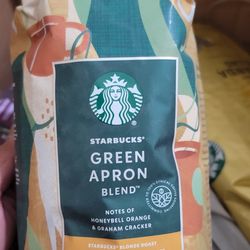 STARBUCKS®
GREEN
APRON
BLEND™
NOTES OF
HONEYBELL ORANGE
& GRAHAM CRACKER
STARBUCKS® BLONDE ROAST